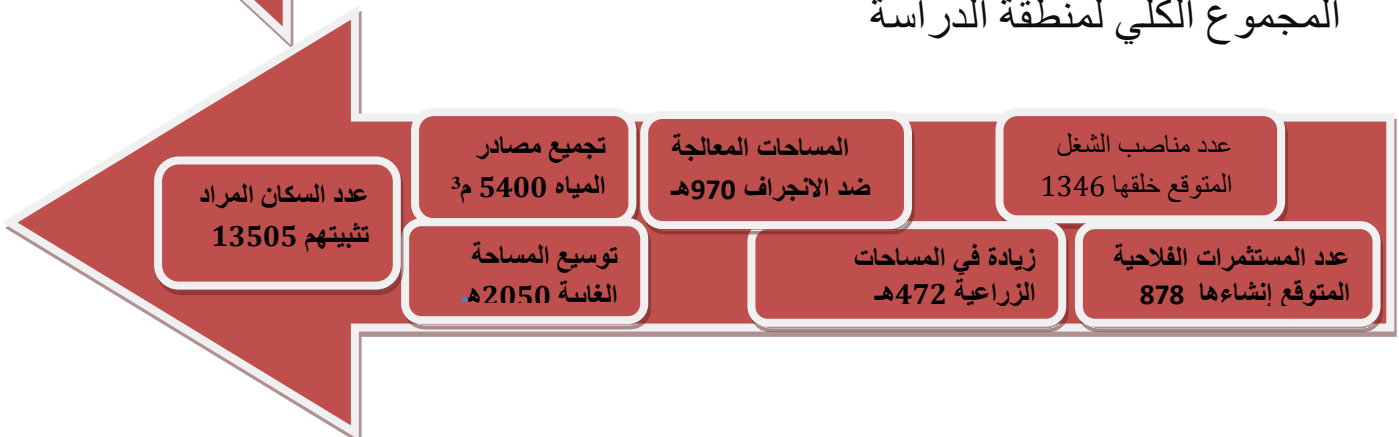 المجموع الكلي لمنطقة الدراسة
عدد مناصب الشغل
المتوقع خلقها 1346
عدد المستثمرات الفلاحية
المتوقع إنشاءها 878
المساحات المعالجة
ضد الانجراف 970هـ
زيادة في المساحات
الزراعية 472هـ
تجميع مصادر
المياه 5400 م³
توسيع المساحة
الغابية 2050هـ
عدد السكان المراد
تثبيتهم 13505